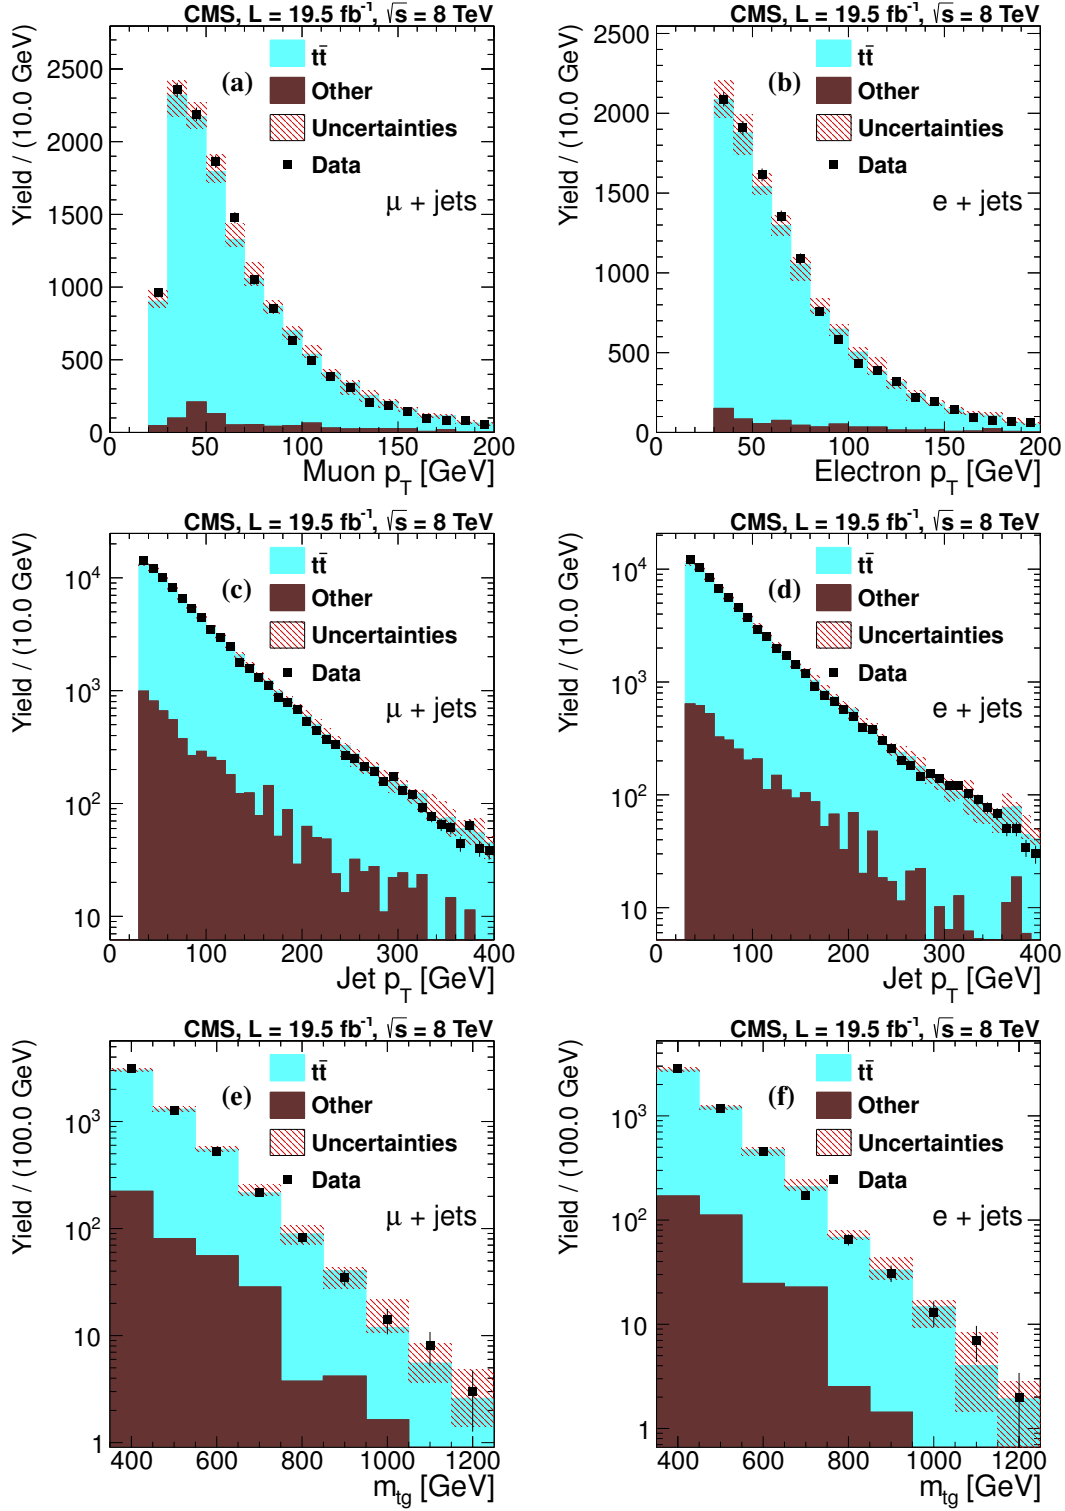 CMS, L = 19.5 fb⁻¹, √s = 8 TeV
Yield / (10.0 GeV)
2500
2000
1500
1000
500
0
(a)
tt̄
Other
Uncertainties
Data
μ + jets
0 50 100 150 200
Muon p_T [GeV]
CMS, L = 19.5 fb⁻¹, √s = 8 TeV
Yield / (10.0 GeV)
2500
2000
1500
1000
500
0
(b)
tt̄
Other
Uncertainties
Data
e + jets
0 50 100 150 200
Electron p_T [GeV]
CMS, L = 19.5 fb⁻¹, √s = 8 TeV
Yield / (10.0 GeV)
10⁴
10³
10²
10
(c)
tt̄
Other
Uncertainties
Data
μ + jets
0 100 200 300 400
Jet p_T [GeV]
CMS, L = 19.5 fb⁻¹, √s = 8 TeV
Yield / (10.0 GeV)
10⁴
10³
10²
10
(d)
tt̄
Other
Uncertainties
Data
e + jets
0 100 200 300 400
Jet p_T [GeV]
CMS, L = 19.5 fb⁻¹, √s = 8 TeV
Yield / (100.0 GeV)
10³
10²
10
1
(e)
tt̄
Other
Uncertainties
Data
μ + jets
400 600 800 1000 1200
m_tg [GeV]
CMS, L = 19.5 fb⁻¹, √s = 8 TeV
Yield / (100.0 GeV)
10³
10²
10
1
(f)
tt̄
Other
Uncertainties
Data
e + jets
400 600 800 1000 1200
m_tg [GeV]